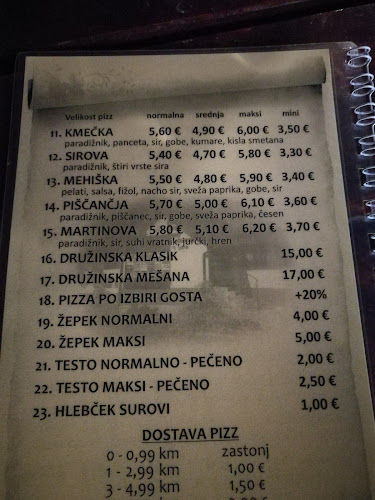 Velikost pizz normalna srednja maksi mini
11. KMEČKA 5,60 € 4,90 € 6,00 € 3,50 €
paradižnik, panceta, sir, gobe, kumare, kisla smetana
12. SIROVA 5,40 € 4,70 € 5,80 € 3,30 €
paradižnik, štiri vrste sira
13. MEHIŠKA 5,50 € 4,80 € 5,90 € 3,40 €
pelati, salsa, fižol, nacho sir, sveža paprika, gobe, sir
14. PIŠČANČJA 5,70 € 5,00 € 6,10 € 3,60 €
paradižnik, piščanec, sir, gobe, sveža paprika, česen
15. MARTINOVA 5,80 € 5,10 € 6,20 € 3,70 €
paradižnik, sir, suhi vratnik, jurčki, hren
16. DRUŽINSKA KLASIK 15,00 €
17. DRUŽINSKA MEŠANA 17,00 €
18. PIZZA PO IZBIRI GOSTA +20%
19. ŽEPEK NORMALNI 4,00 €
20. ŽEPEK MAKSI 5,00 €
21. TESTO NORMALNO - PEČENO 2,00 €
22. TESTO MAKSI - PEČENO 2,50 €
23. HLEBČEK SUROVI 1,00 €
DOSTAVA PIZZ
0 - 0,99 km zastonj
1 - 2,99 km 1,00 €
3 - 4,99 km 1,50 €